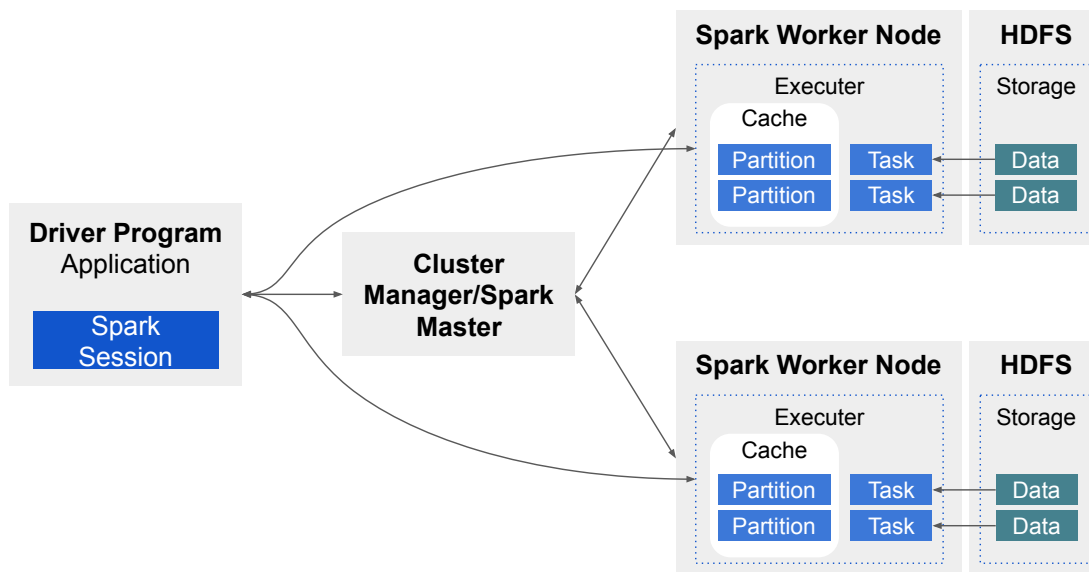 Driver Program
Application
Spark
Session
Cluster
Manager/Spark
Master
Spark Worker Node
Executer
Cache
Partition
Task
Partition
Task
HDFS
Storage
Data
Data
Spark Worker Node
Executer
Cache
Partition
Task
Partition
Task
HDFS
Storage
Data
Data